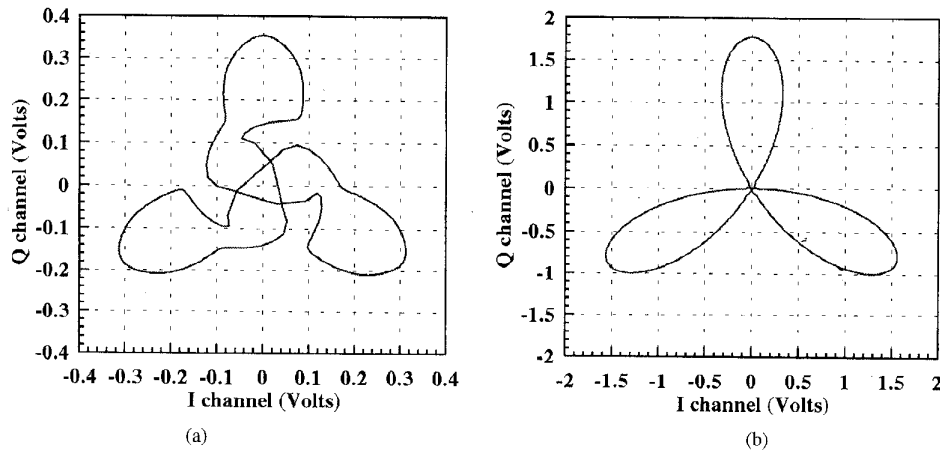 0.4
0.3
0.2
0.1
0
-0.1
-0.2
-0.3
-0.4
Q channel (Volts)
-0.4 -0.3 -0.2 -0.1 0 0.1 0.2 0.3 0.4
I channel (Volts)
(a)
2
1.5
1
0.5
0
-0.5
-1
-1.5
-2
Q channel (Volts)
-2 -1.5 -1 -0.5 0 0.5 1 1.5 2
I channel (Volts)
(b)